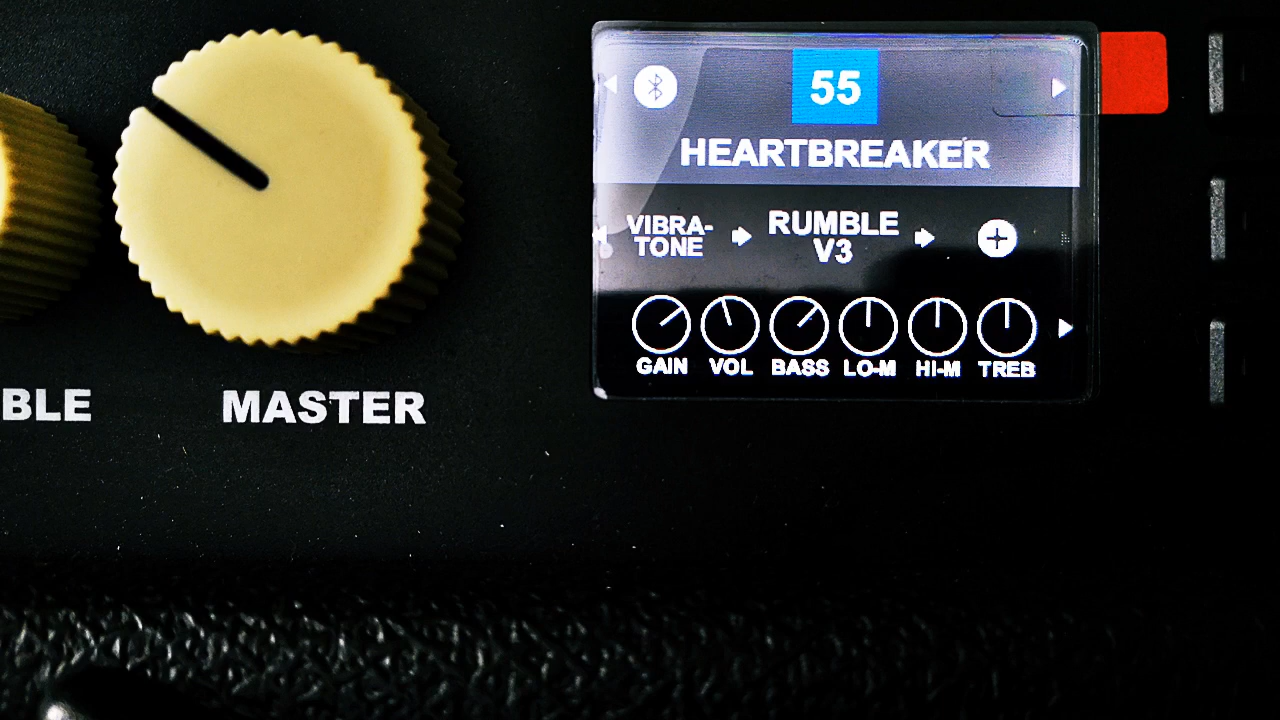 55
HEARTBREAKER
VIBRA-
TONE
RUMBLE
V3
GAIN VOL BASS LO-M HI-M TREB
BLE MASTER